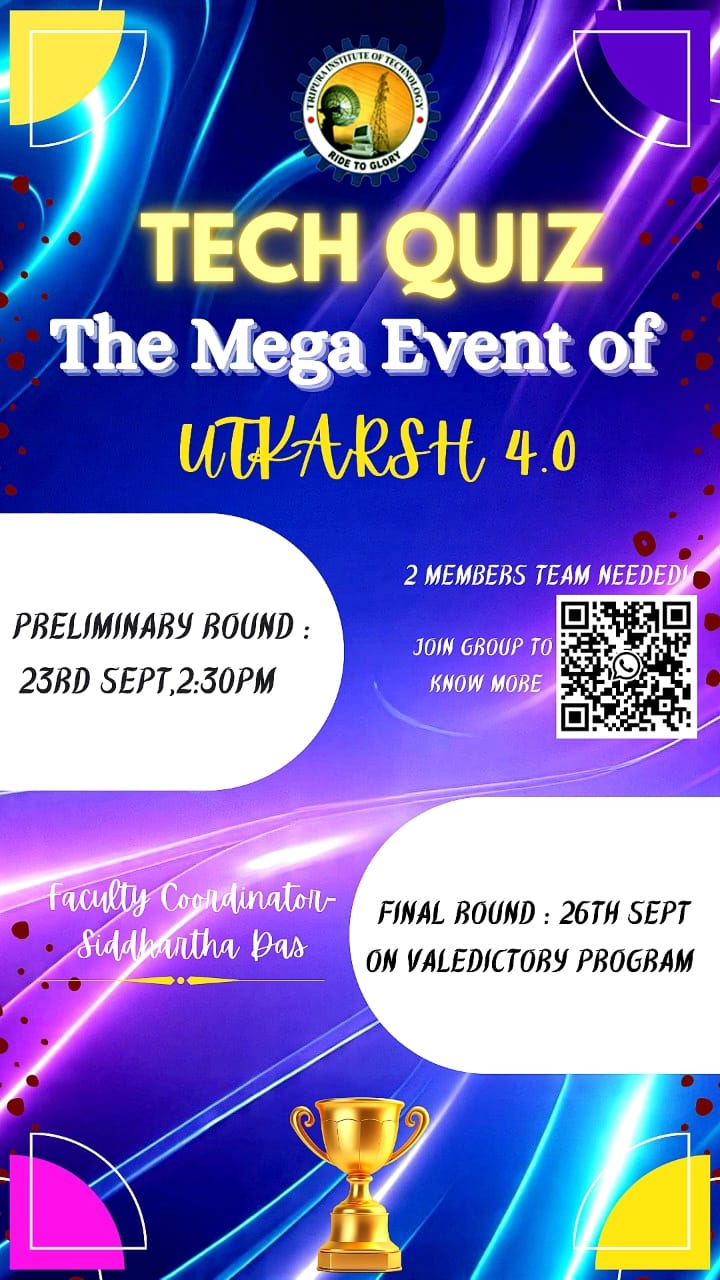 TRIPURA INSTITUTE OF TECHNOLOGY
RIDE TO GLORY
TECH QUIZ
The Mega Event of
UTKARSH 4.0
2 MEMBERS TEAM NEEDED!
PRELIMINARY ROUND :
23RD SEPT,2:30PM
JOIN GROUP TO
KNOW MORE
Faculty Coordinator-
Siddhartha Das
FINAL ROUND : 26TH SEPT
ON VALEDICTORY PROGRAM